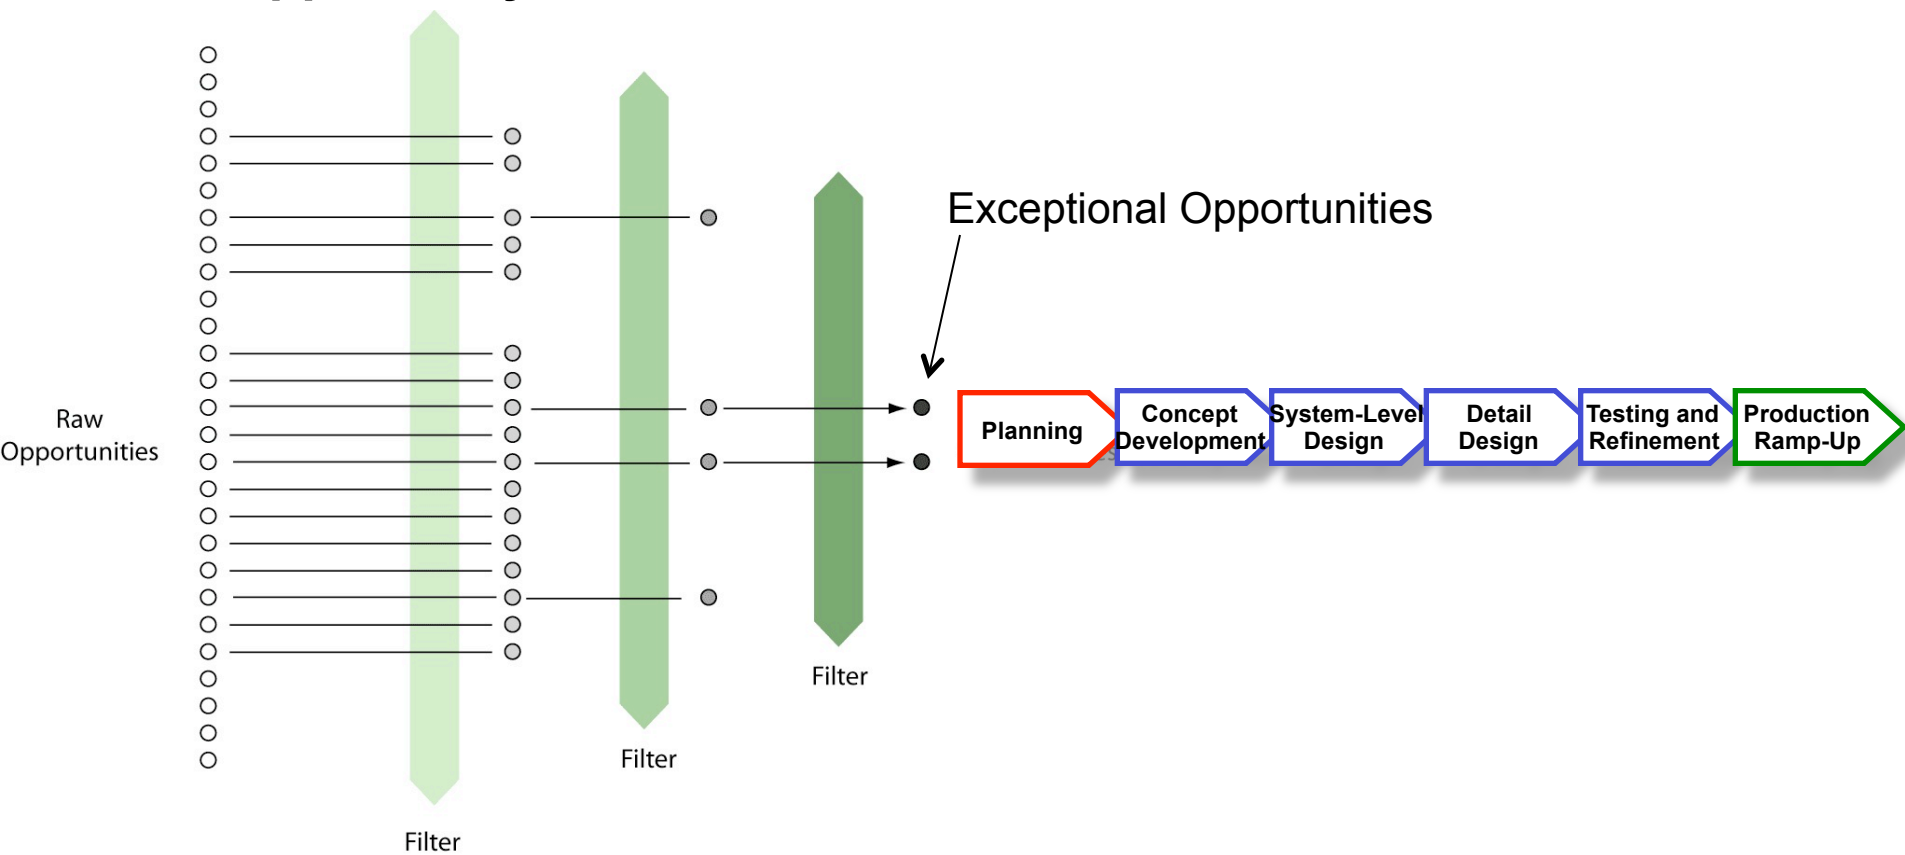 Exceptional Opportunities
Raw
Opportunities
Planning
Concept
Development
System-Level
Design
Detail
Design
Testing and
Refinement
Production
Ramp-Up
Filter
Filter
Filter